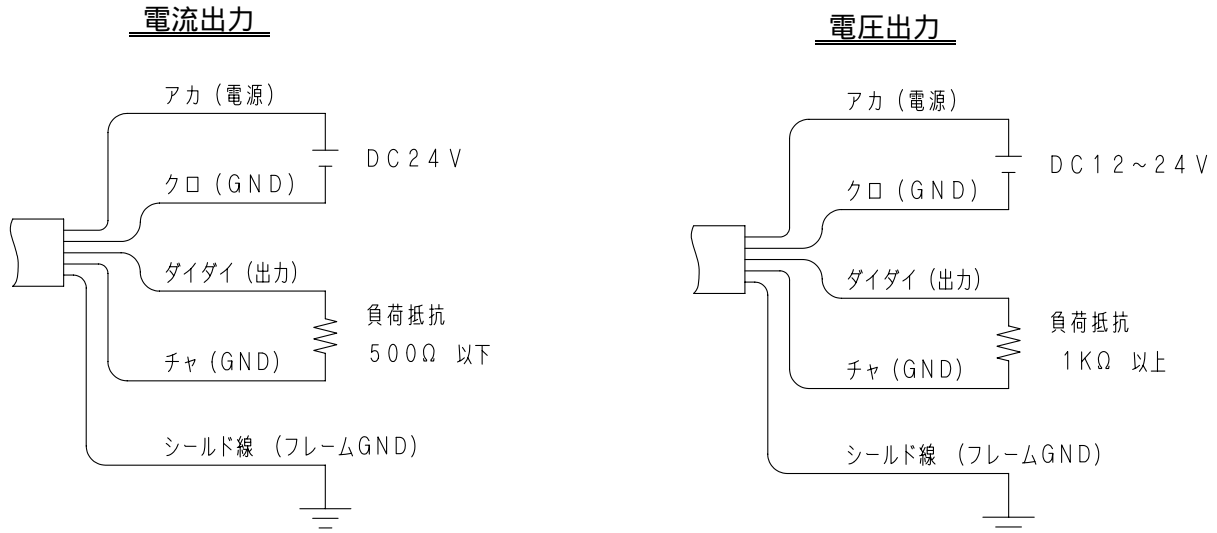 電流出力
アカ（電源）
DC24V
クロ（GND）
ダイダイ（出力）
負荷抵抗
500Ω 以下
チャ（GND）
シールド線 （フレームGND）
電圧出力
アカ（電源）
DC12～24V
クロ（GND）
ダイダイ（出力）
負荷抵抗
1KΩ 以上
チャ（GND）
シールド線 （フレームGND）